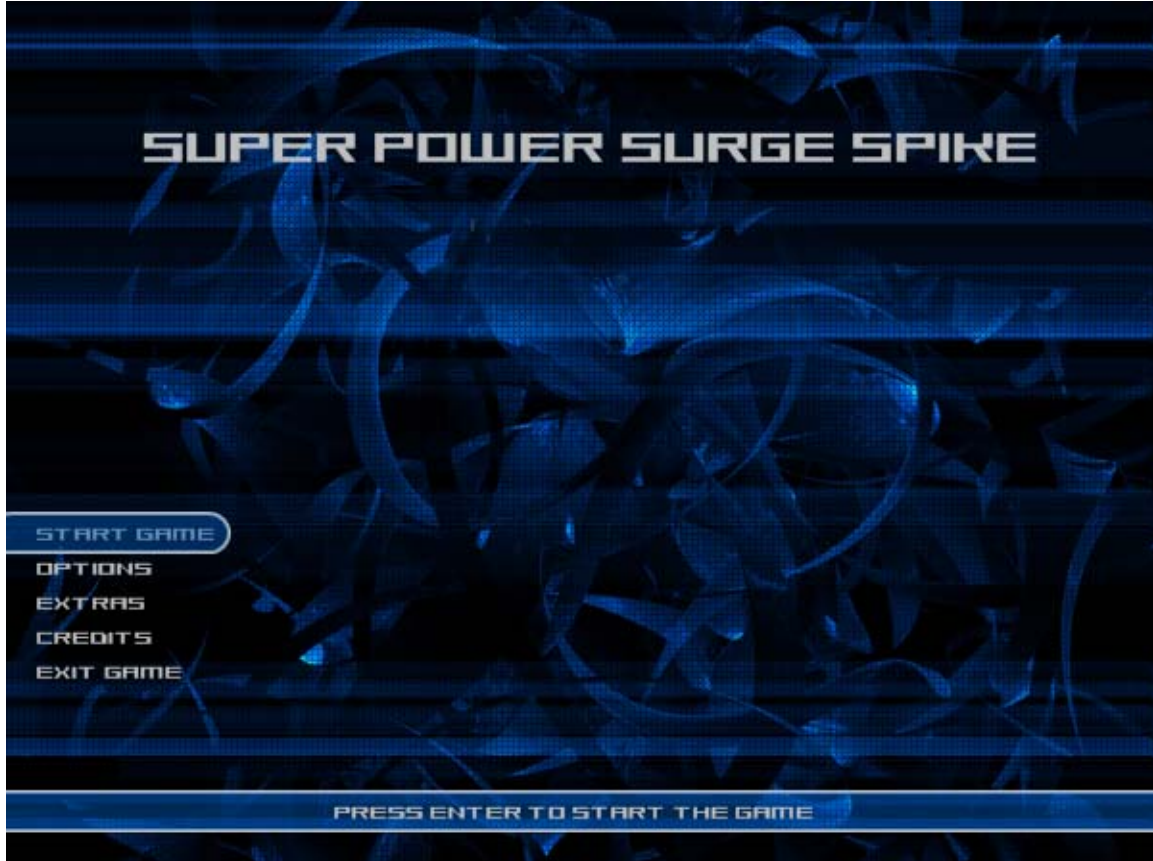 SUPER POWER SURGE SPIKE
START GAME
OPTIONS
EXTRAS
CREDITS
EXIT GAME
PRESS ENTER TO START THE GAME